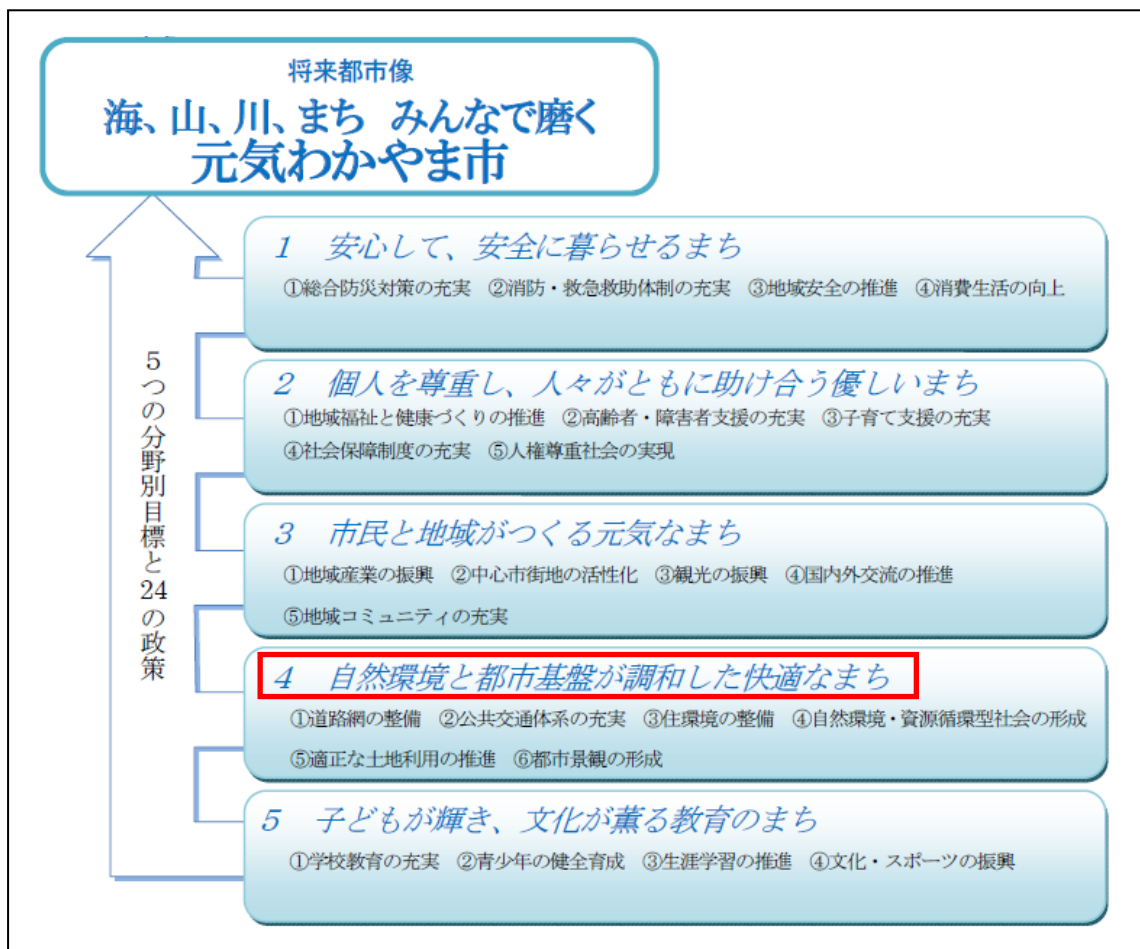 将来都市像
海、山、川、まち　みんなで磨く
元気わかやま市
5つの分野別目標と24の政策
1　安心して、安全に暮らせるまち
①総合防災対策の充実　②消防・救急救助体制の充実　③地域安全の推進　④消費生活の向上
2　個人を尊重し、人々がともに助け合う優しいまち
①地域福祉と健康づくりの推進　②高齢者・障害者支援の充実　③子育て支援の充実
④社会保障制度の充実　⑤人権尊重社会の実現
3　市民と地域がつくる元気なまち
①地域産業の振興　②中心市街地の活性化　③観光の振興　④国内外交流の推進
⑤地域コミュニティの充実
4　自然環境と都市基盤が調和した快適なまち
①道路網の整備　②公共交通体系の充実　③住環境の整備　④自然環境・資源循環型社会の形成
⑤適正な土地利用の推進　⑥都市景観の形成
5　子どもが輝き、文化が薫る教育のまち
①学校教育の充実　②青少年の健全育成　③生涯学習の推進　④文化・スポーツの振興